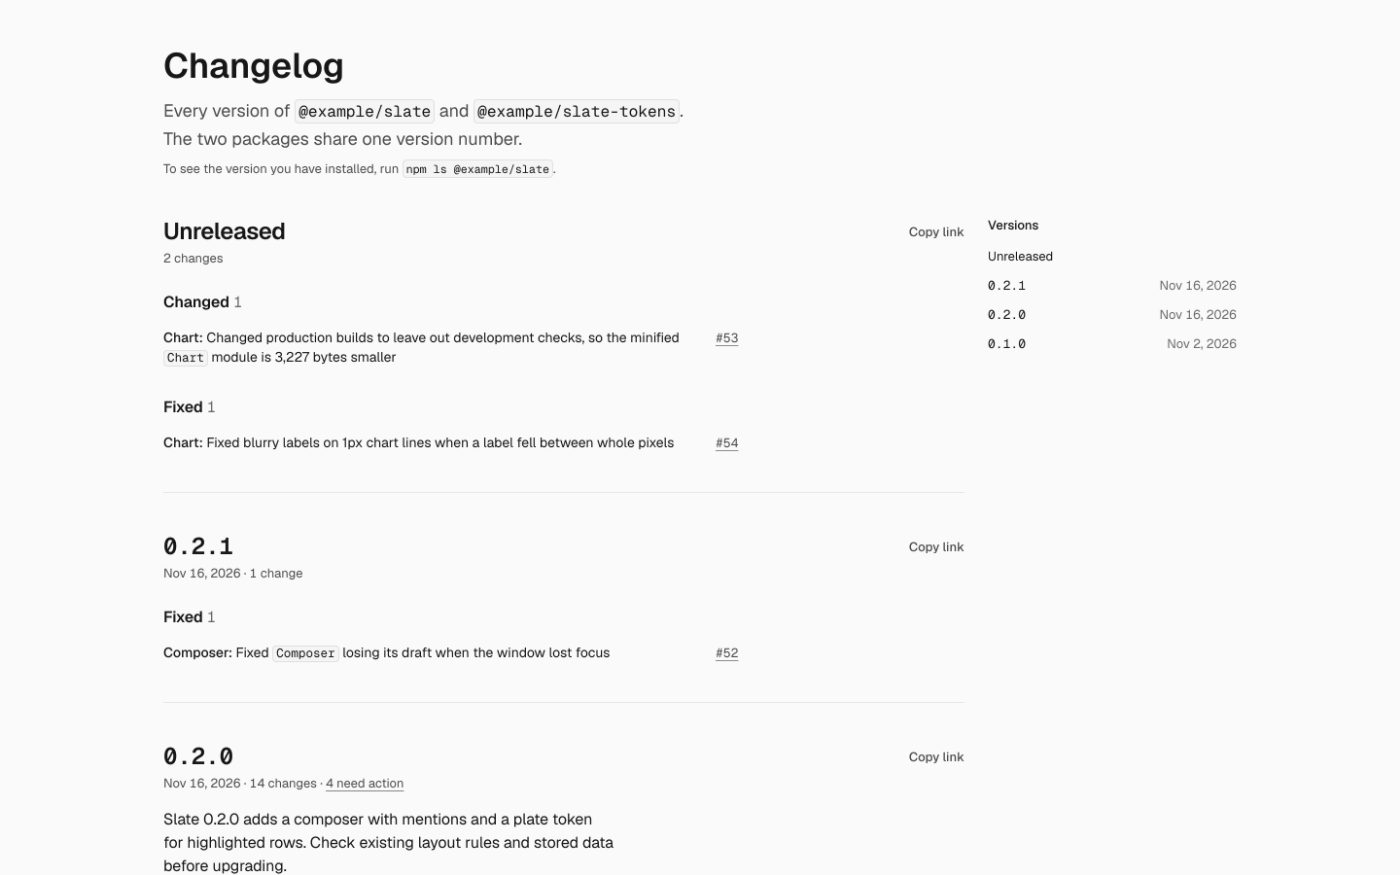 Changelog
Every version of @example/slate and @example/slate-tokens.
The two packages share one version number.
To see the version you have installed, run npm ls @example/slate.
Unreleased
Copy link
2 changes
Changed 1
Chart: Changed production builds to leave out development checks, so the minified
Chart module is 3,227 bytes smaller
#53
Fixed 1
Chart: Fixed blurry labels on 1px chart lines when a label fell between whole pixels
#54
0.2.1
Copy link
Nov 16, 2026 · 1 change
Fixed 1
Composer: Fixed Composer losing its draft when the window lost focus
#52
0.2.0
Copy link
Nov 16, 2026 · 14 changes · 4 need action
Slate 0.2.0 adds a composer with mentions and a plate token
for highlighted rows. Check existing layout rules and stored data
before upgrading.
Versions
Unreleased
0.2.1 Nov 16, 2026
0.2.0 Nov 16, 2026
0.1.0 Nov 2, 2026